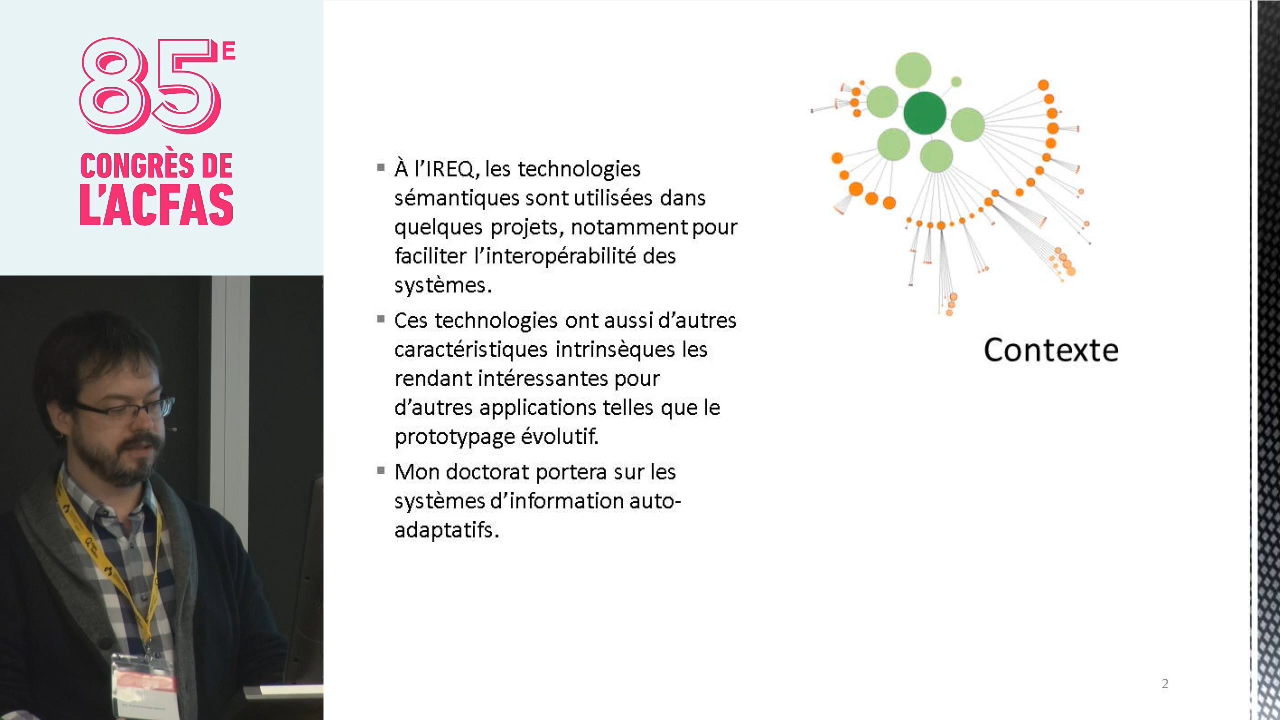 85E
CONGRÈS DE
L'ACFAS
▪ À l'IREQ, les technologies
sémantiques sont utilisées dans
quelques projets, notamment pour
faciliter l'interopérabilité des
systèmes.
▪ Ces technologies ont aussi d'autres
caractéristiques intrinsèques les
rendant intéressantes pour
d'autres applications telles que le
prototypage évolutif.
▪ Mon doctorat portera sur les
systèmes d'information auto-
adaptatifs.
Contexte
2